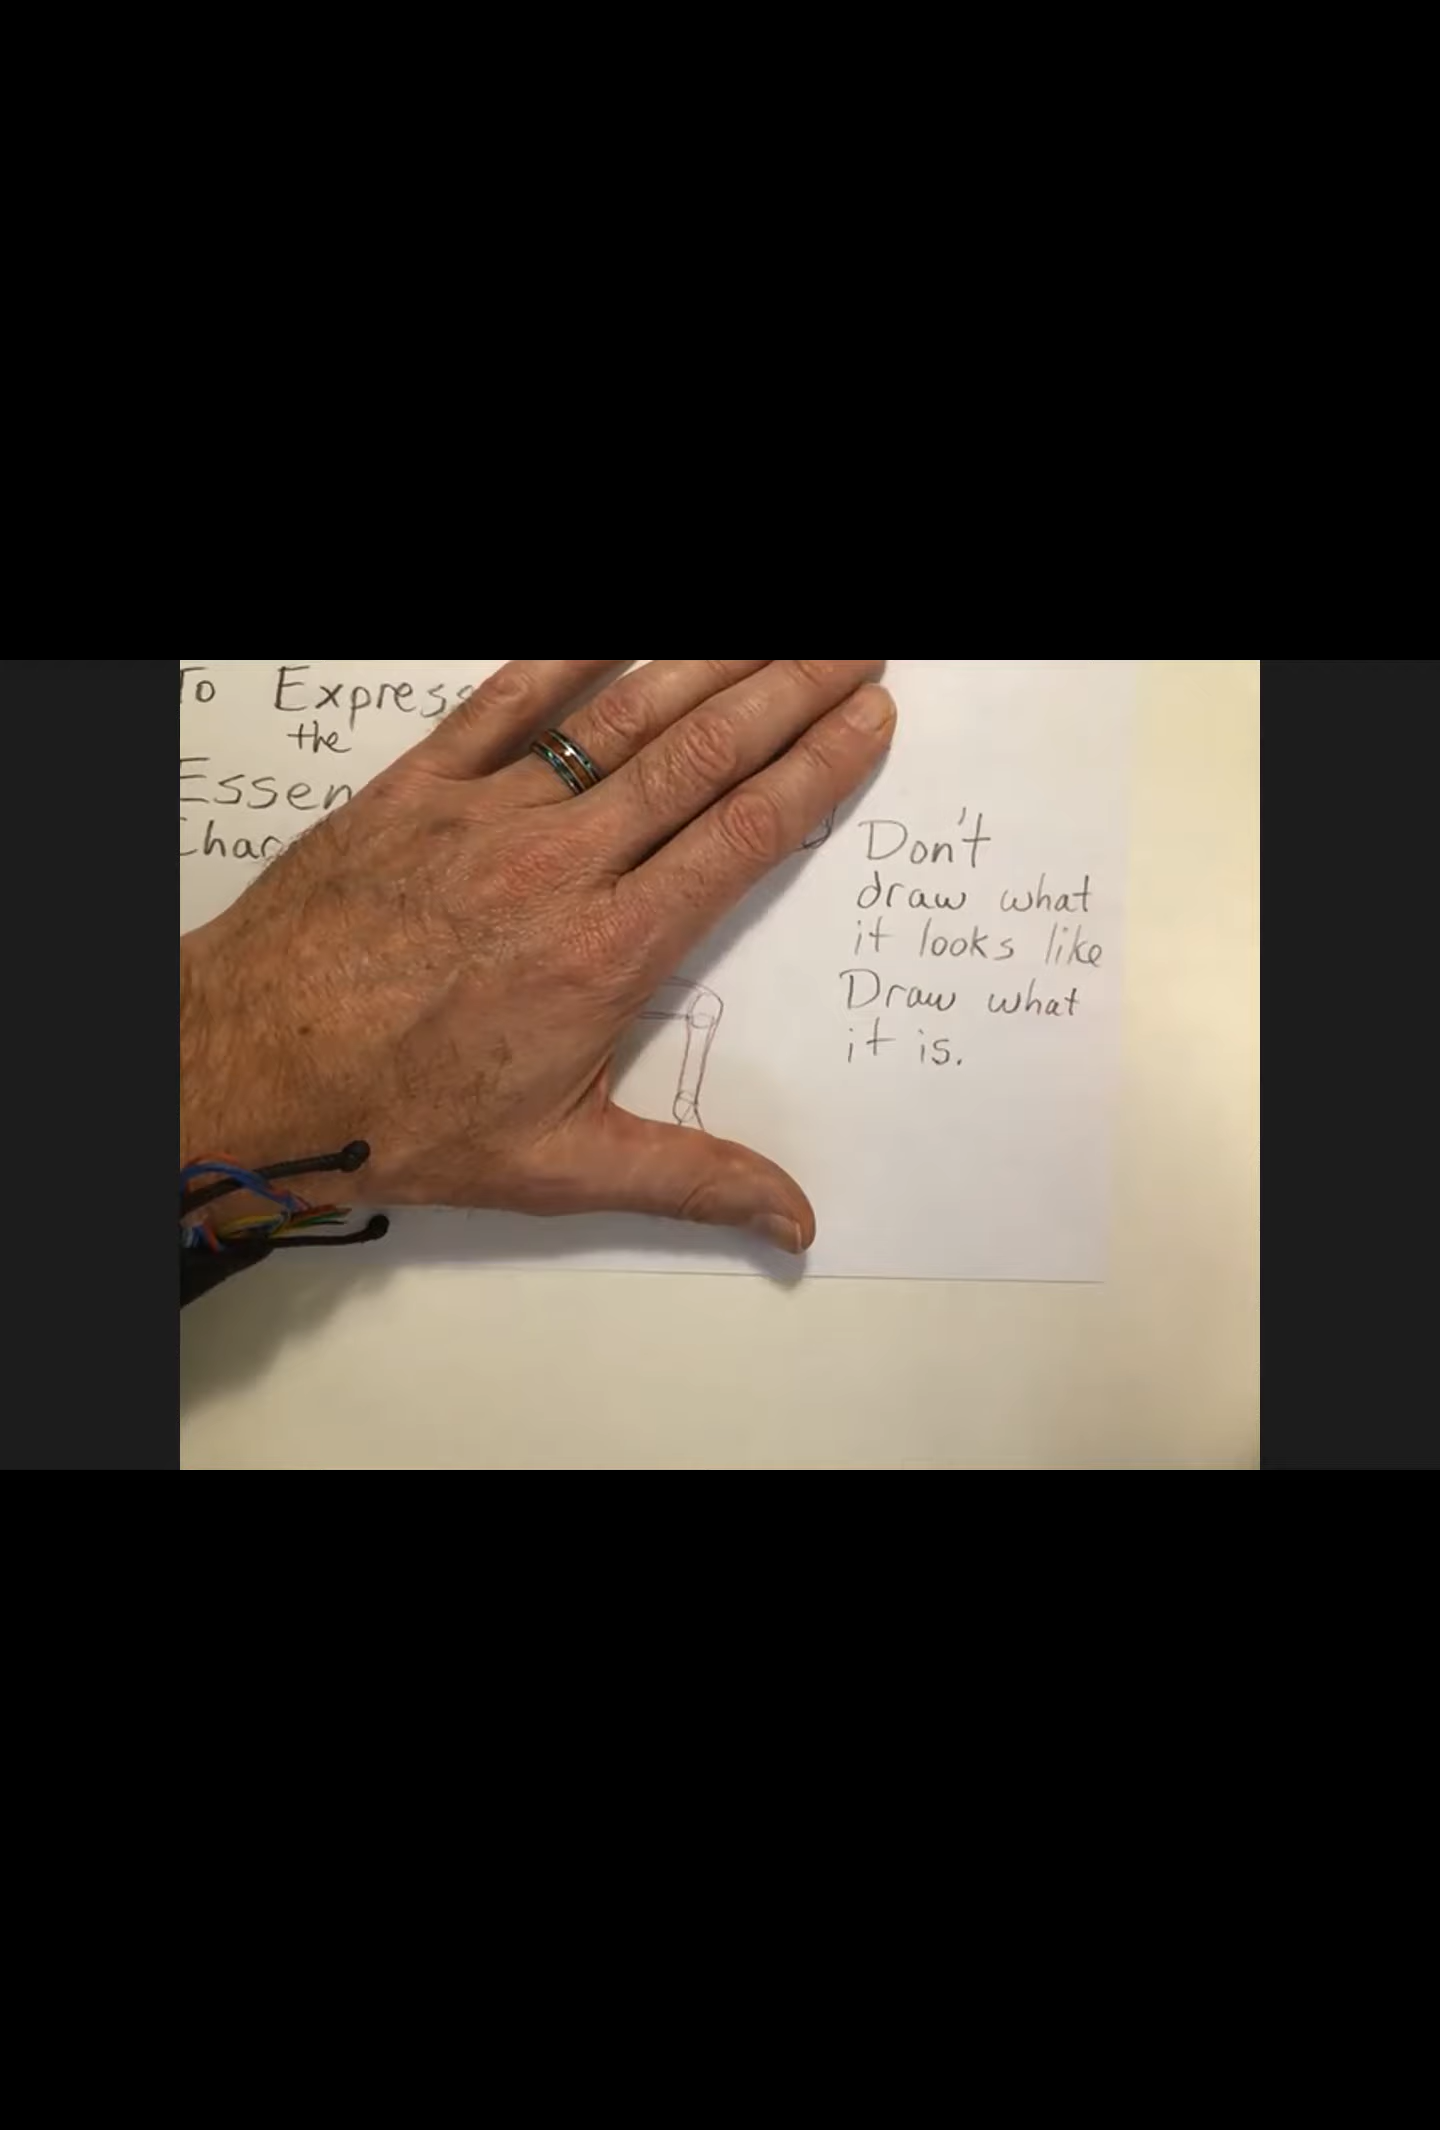 To Express
the
Don't
draw what
it looks like
Draw what
it is.